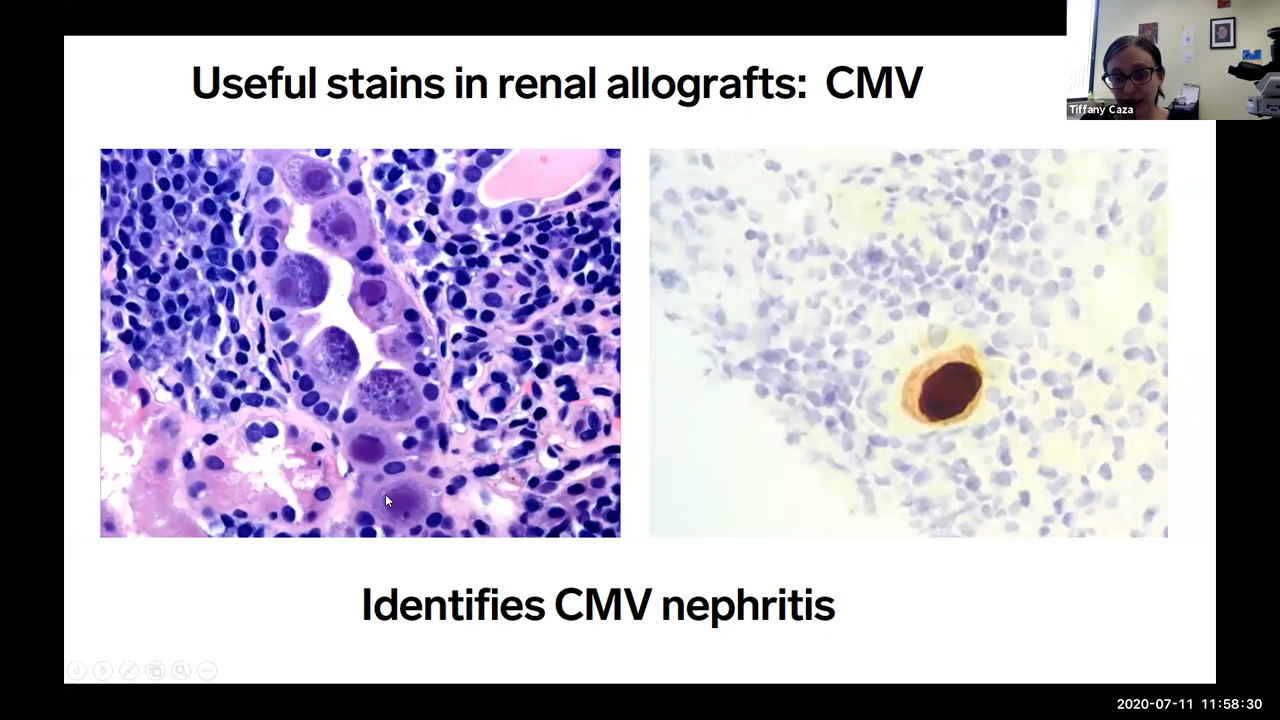 Useful stains in renal allografts: CMV
Tiffany Caza
Identifies CMV nephritis
2020-07-11 11:58:30